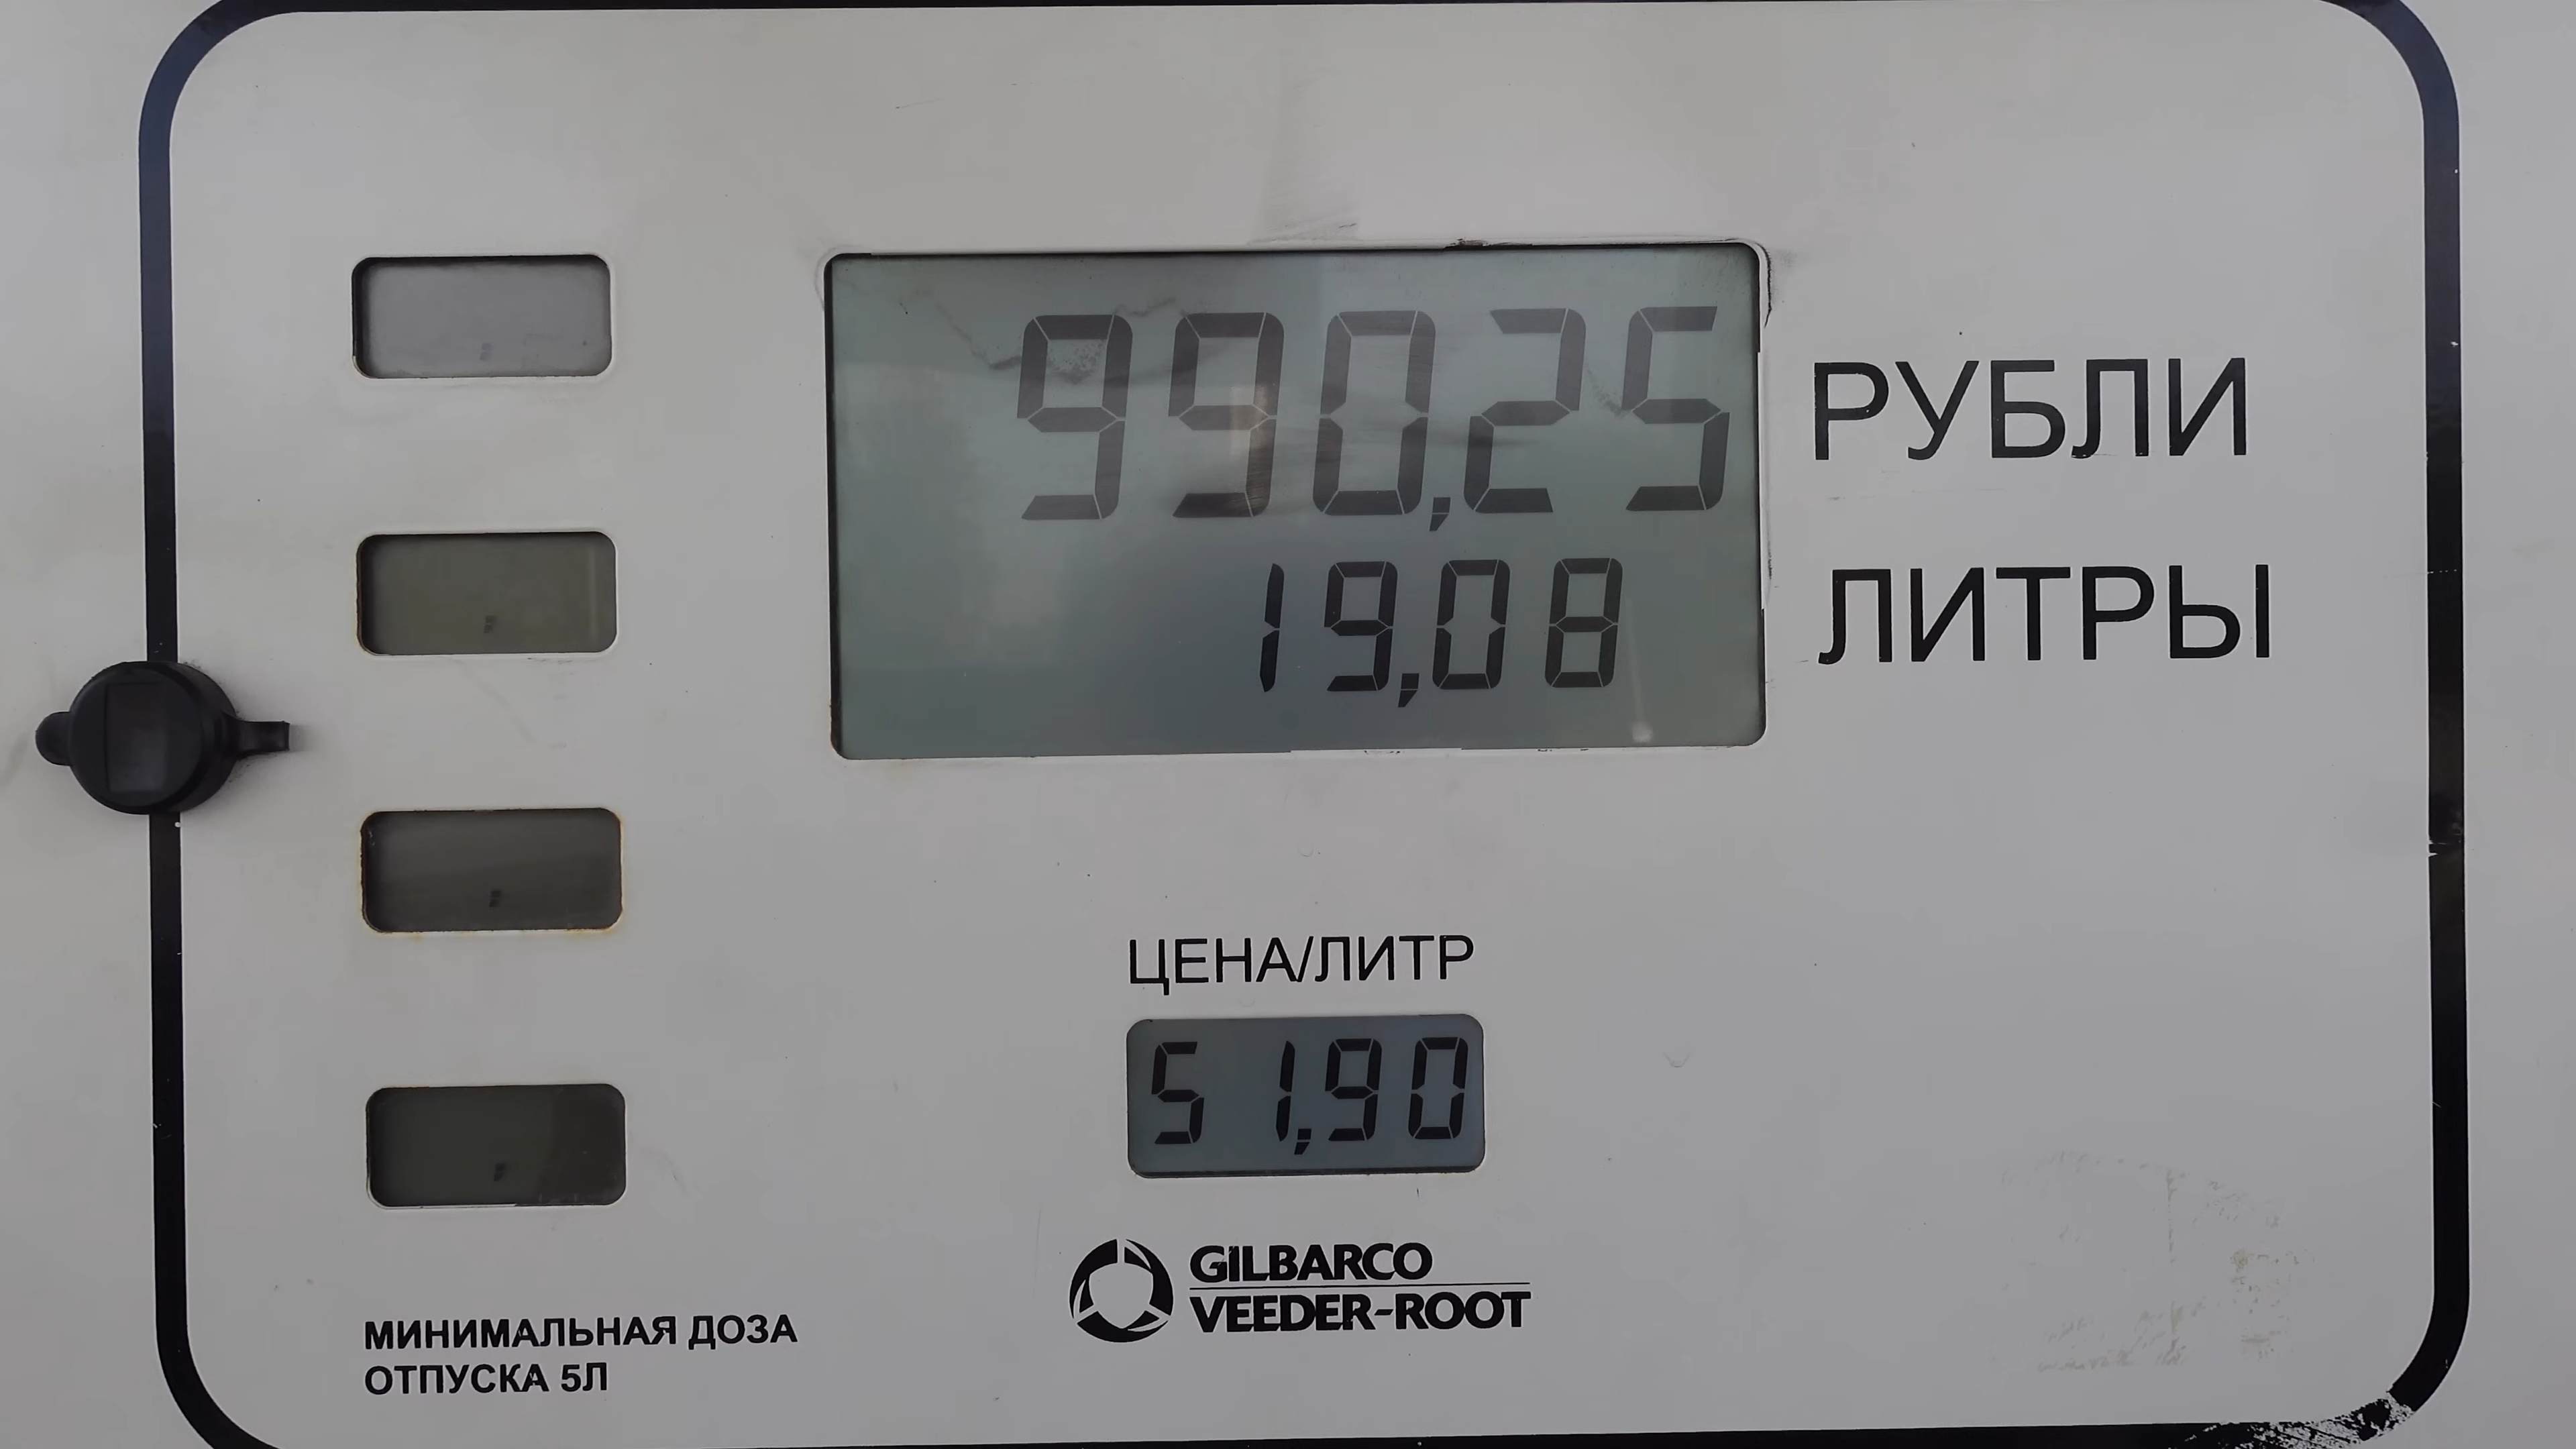 990,25 РУБЛИ
19,08 ЛИТРЫ
ЦЕНА/ЛИТР
51,90
GILBARCO
VEEDER-ROOT
МИНИМАЛЬНАЯ ДОЗА
ОТПУСКА 5Л